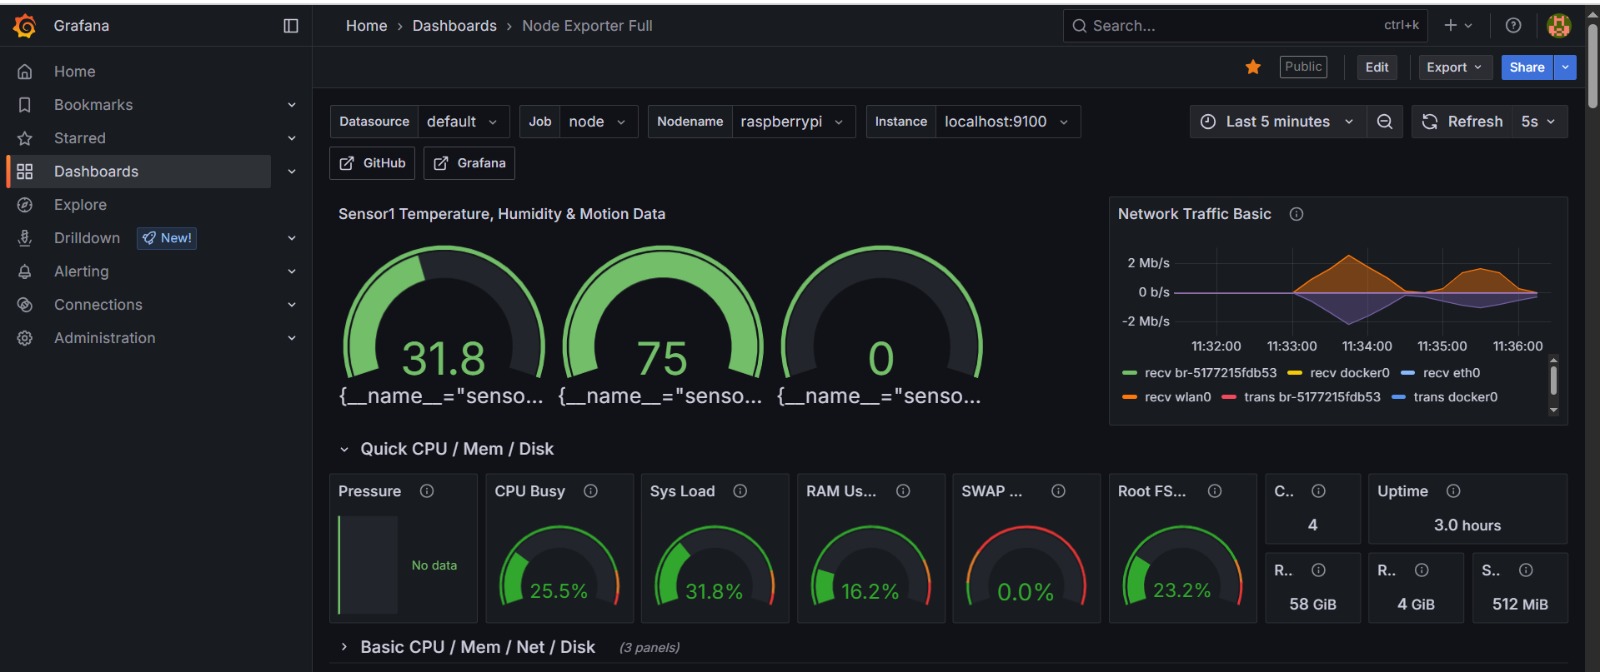 Grafana
Home › Dashboards › Node Exporter Full
Search... ctrl+k
Public Edit Export Share
Home
Bookmarks
Starred
Dashboards
Explore
Drilldown New!
Alerting
Connections
Administration
Datasource default Job node Nodename raspberrypi Instance localhost:9100
Last 5 minutes Refresh 5s
GitHub Grafana
Sensor1 Temperature, Humidity & Motion Data
31.8 75 0
{__name__="senso... {__name__="senso... {__name__="senso...
Network Traffic Basic
2 Mb/s
0 b/s
-2 Mb/s
11:32:00 11:33:00 11:34:00 11:35:00 11:36:00
recv br-5177215fdb53 recv docker0 recv eth0
recv wlan0 trans br-5177215fdb53 trans docker0
Quick CPU / Mem / Disk
Pressure
No data
CPU Busy
25.5%
Sys Load
31.8%
RAM Us...
16.2%
SWAP ...
0.0%
Root FS...
23.2%
C..
4
Uptime
3.0 hours
R..
58 GiB
R..
4 GiB
S..
512 MiB
Basic CPU / Mem / Net / Disk (3 panels)